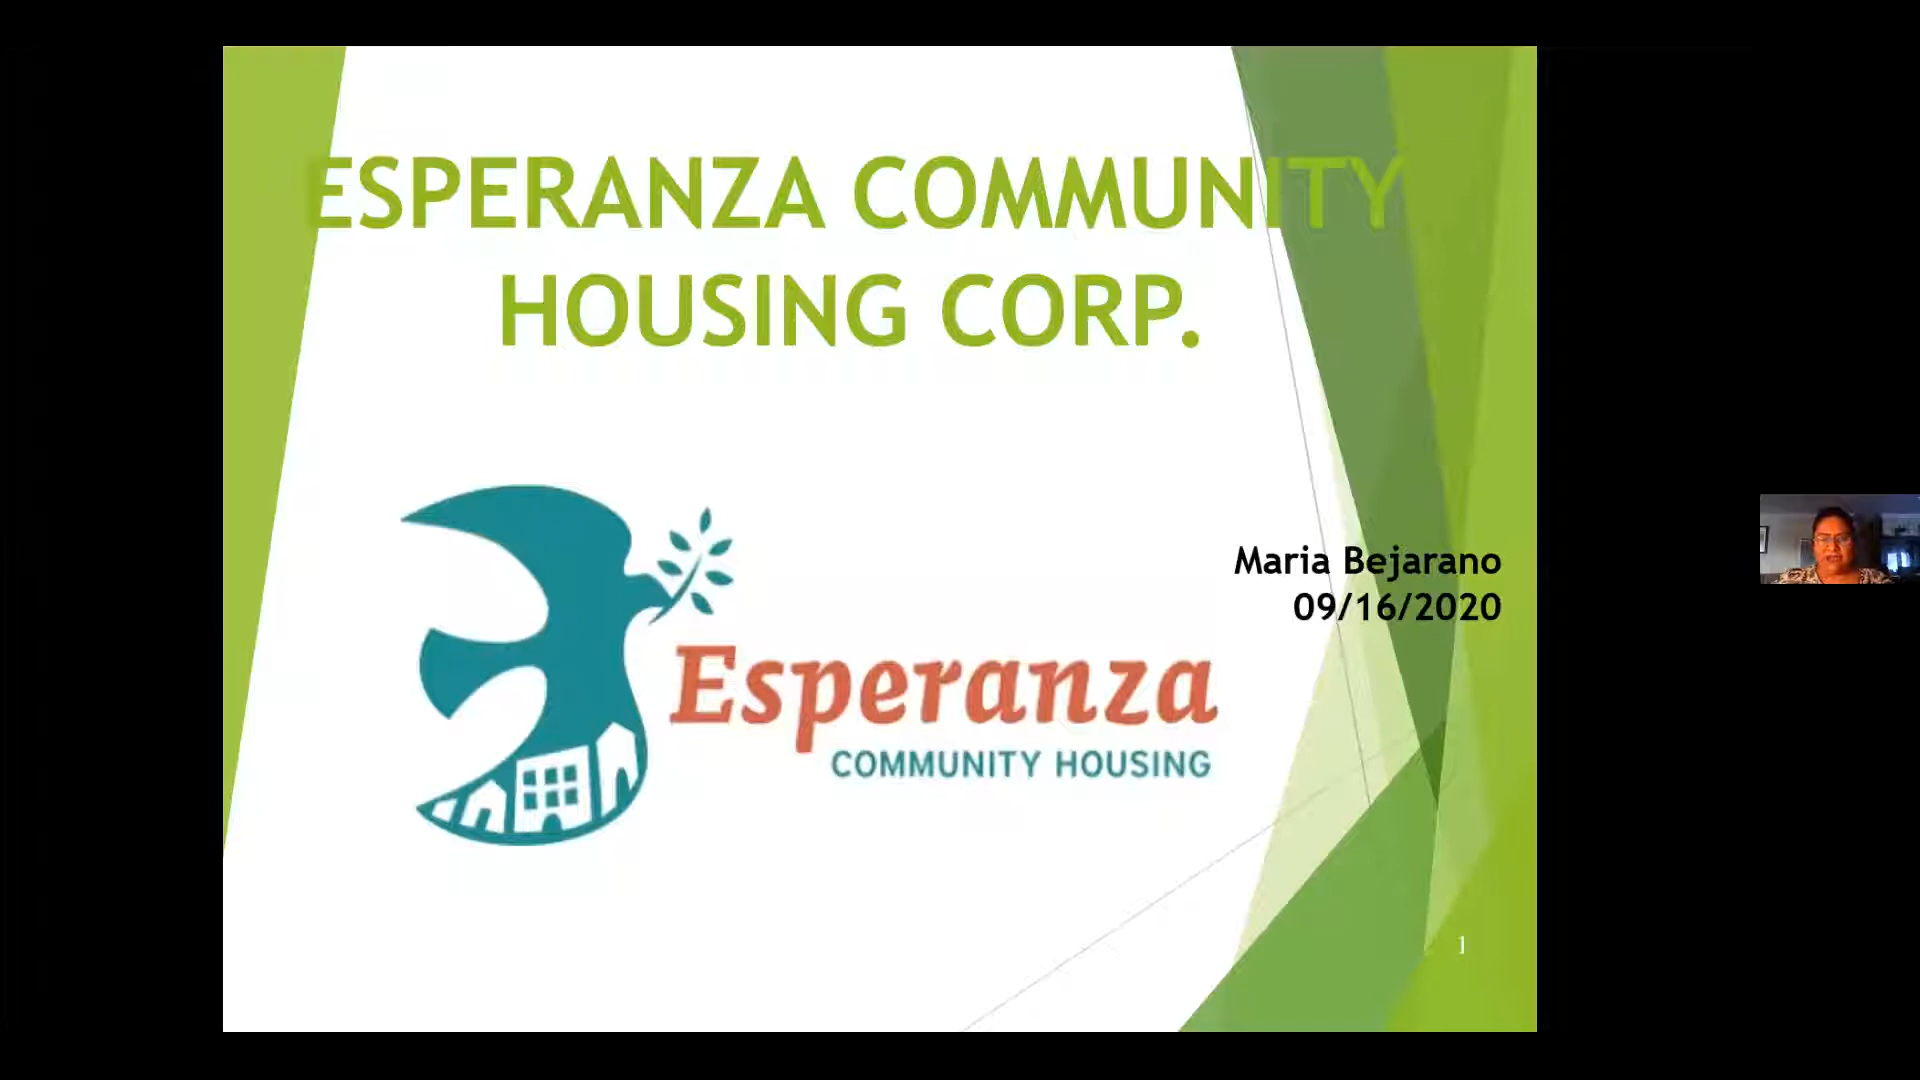 ESPERANZA COMMUNITY
HOUSING CORP.
Maria Bejarano
09/16/2020
Esperanza
COMMUNITY HOUSING
1